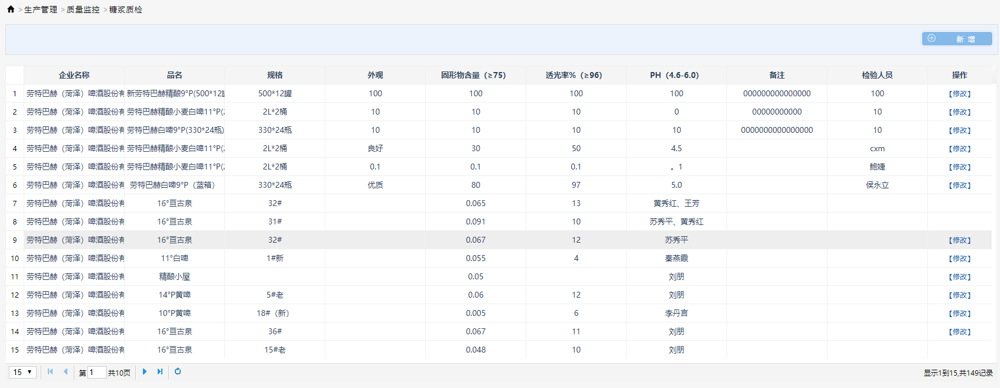 >生产管理 >质量监控 >糖浆质检
新 增
企业名称 品名 规格 外观 固形物含量（≥75） 透光率%（≥96） PH（4.6-6.0） 备注 检验人员 操作
1 劳特巴赫（菏泽）啤酒股份有 新劳特巴赫精酿9°P(500*12罐 500*12罐 100 100 100 100 000000000000000 100 【修改】
2 劳特巴赫（菏泽）啤酒股份有 劳特巴赫精酿小麦白啤11°P(2 2L*2桶 10 10 10 0 00000000000 10 【修改】
3 劳特巴赫（菏泽）啤酒股份有 劳特巴赫白啤9°P(330*24瓶) 330*24瓶 10 10 10 10 0000000000000000 10 【修改】
4 劳特巴赫（菏泽）啤酒股份有 劳特巴赫精酿小麦白啤11°P(2 2L*2桶 良好 30 50 4.5 cxm 【修改】
5 劳特巴赫（菏泽）啤酒股份有 劳特巴赫精酿小麦白啤11°P(2 2L*2桶 0.1 0.1 0.1 。1 鲍婕 【修改】
6 劳特巴赫（菏泽）啤酒股份有 劳特巴赫白啤9°P（蓝箱） 330*24瓶 优质 80 97 5.0 侯永立 【修改】
7 劳特巴赫（菏泽）啤酒股份有 16°亘古泉 32# 0.065 13 黄秀红、王芳
8 劳特巴赫（菏泽）啤酒股份有 16°亘古泉 31# 0.091 10 苏秀平、黄秀红
9 劳特巴赫（菏泽）啤酒股份有 16°亘古泉 32# 0.067 12 苏秀平 【修改】
10 劳特巴赫（菏泽）啤酒股份有 11°白啤 1#新 0.055 4 秦燕霞 【修改】
11 劳特巴赫（菏泽）啤酒股份有 精酿小屋 0.05 刘朋 【修改】
12 劳特巴赫（菏泽）啤酒股份有 14°P黄啤 5#老 0.06 12 刘朋 【修改】
13 劳特巴赫（菏泽）啤酒股份有 10°P黄啤 18#（新） 0.005 6 李丹言 【修改】
14 劳特巴赫（菏泽）啤酒股份有 16°亘古泉 36# 0.067 11 刘朋 【修改】
15 劳特巴赫（菏泽）啤酒股份有 16°亘古泉 15#老 0.048 10 刘朋
15 第 1 共10页 显示1到15,共149记录